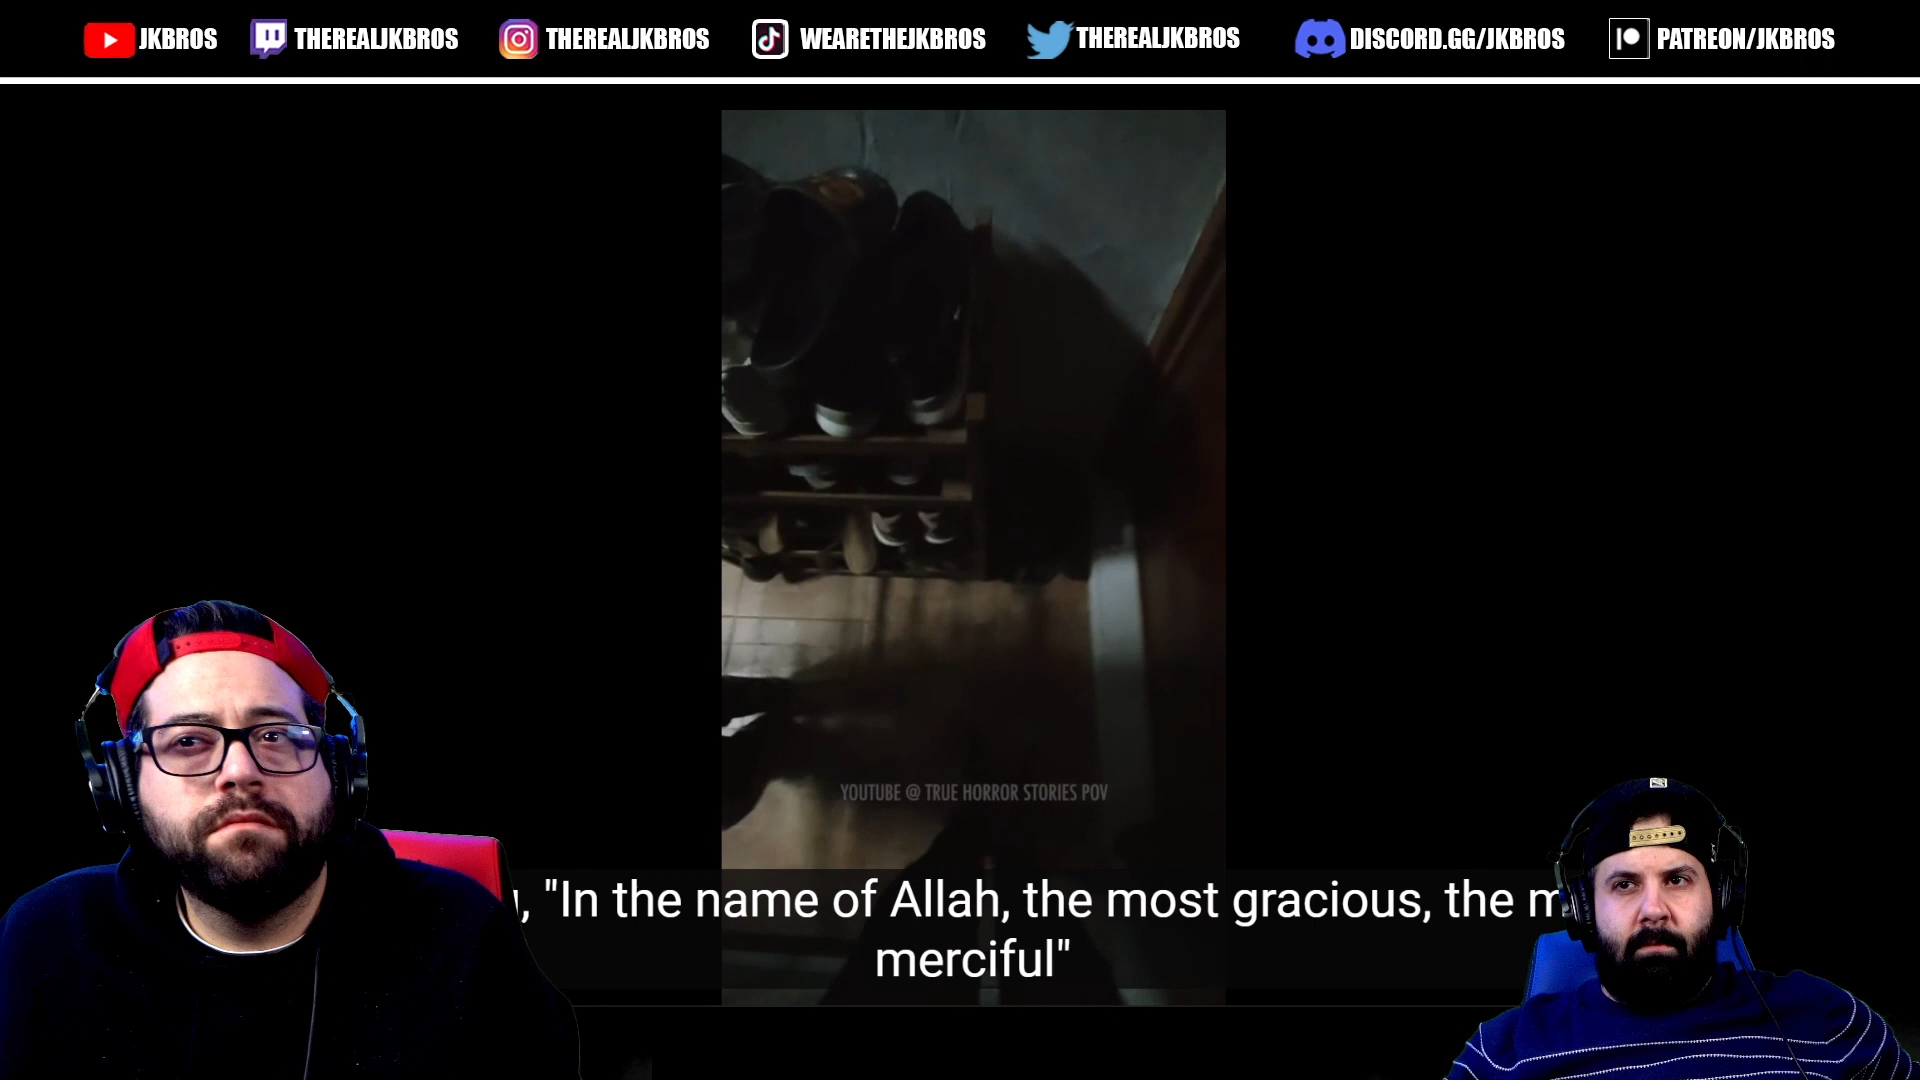 JKBROS THEREALJKBROS THEREALJKBROS WEARETHEJKBROS THEREALJKBROS DISCORD.GG/JKBROS PATREON/JKBROS
YOUTUBE @ TRUE HORROR STORIES POV
"In the name of Allah, the most gracious, the
merciful"